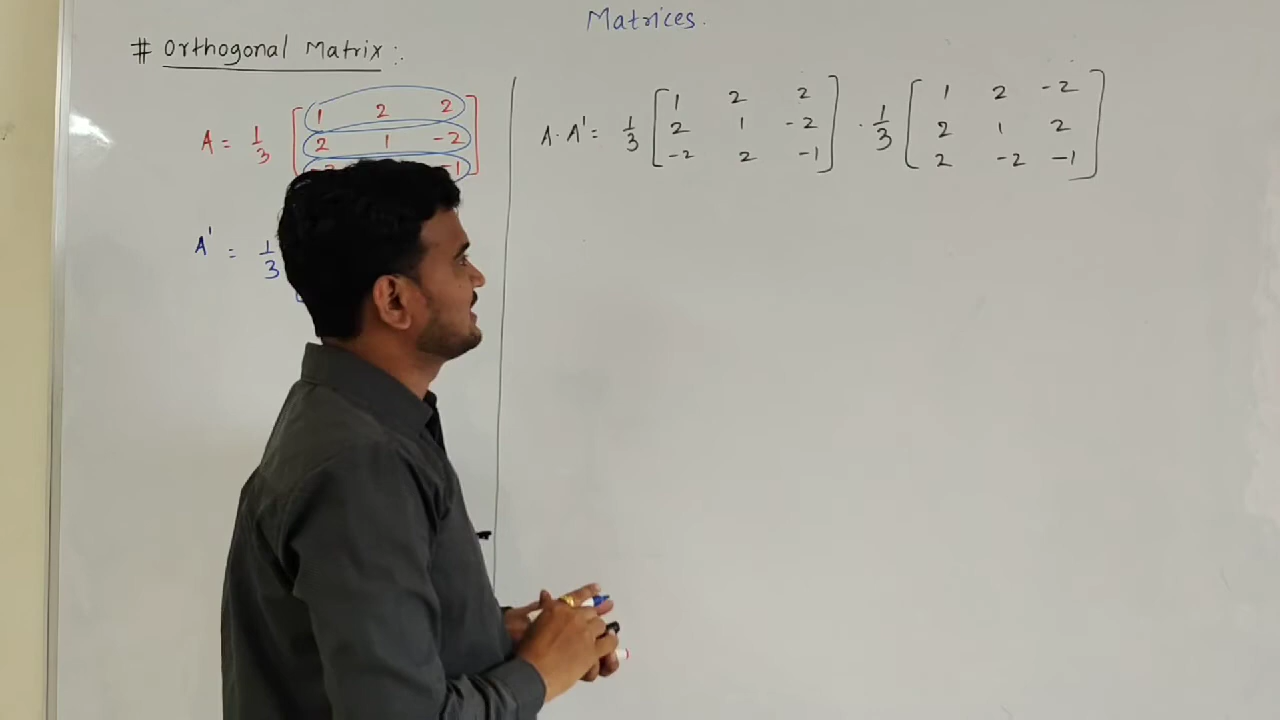 Matrices.
# Orthogonal Matrix :.
A = 1/3 [ 1 2 2
2 1 -2
-1 ]
A' = 1/3
A · A' = 1/3 [ 1 2 2
2 1 -2
-2 2 -1 ] · 1/3 [ 1 2 -2
2 1 2
2 -2 -1 ]